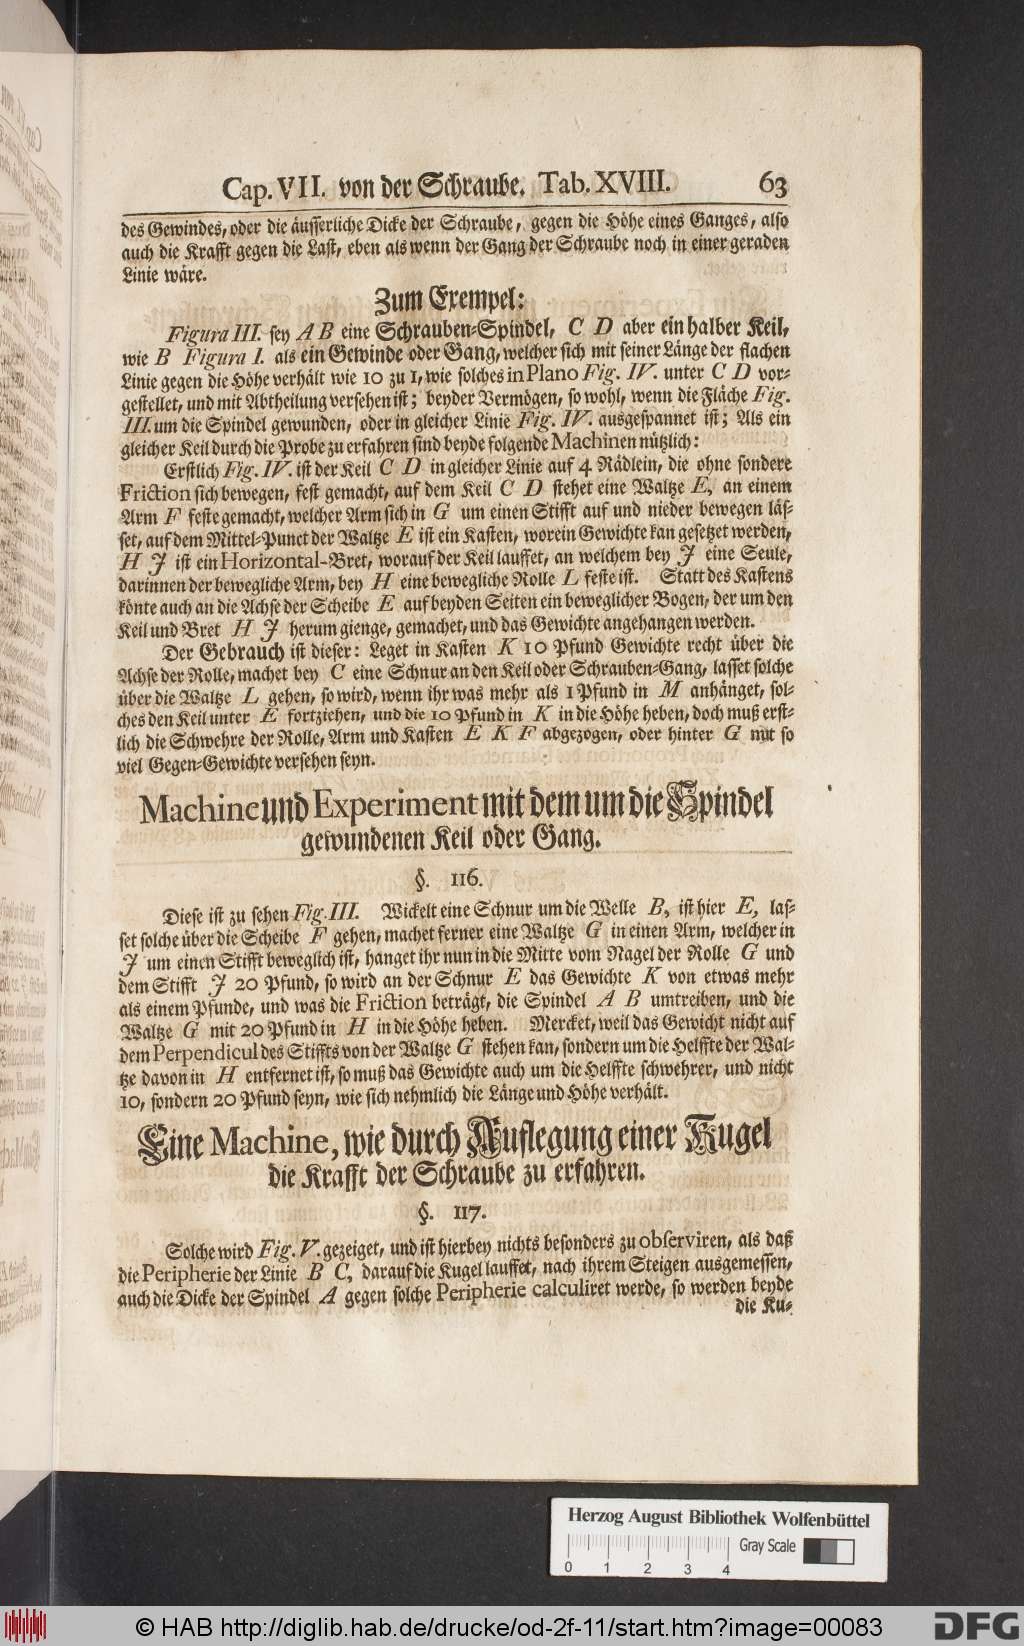 Cap. VII. von der Schraube. Tab. XVIII. 63
des Gewindes, oder die äusserliche Dicke der Schraube, gegen die Höhe eines Ganges, also
auch die Krafft gegen die Last, eben als wenn der Gang der Schraube noch in einer geraden
Linie wäre.
Zum Exempel:
Figura III. sey A B eine Schrauben-Spindel, C D aber ein halber Keil,
wie B Figura I. als ein Gewinde oder Gang, welcher sich mit seiner Länge der flachen
Linie gegen die Höhe verhält wie 10 zu 1, wie solches in Plano Fig. IV. unter C D vor-
gestellet, und mit Abtheilung versehen ist; beyder Vermögen, so wohl, wenn die Fläche Fig.
III. um die Spindel gewunden, oder in gleicher Linie Fig. IV. ausgespannet ist; Als ein
gleicher Keil durch die Probe zu erfahren sind beyde folgende Machinen nützlich:
Erstlich Fig. IV. ist der Keil C D in gleicher Linie auf 4 Rädlein, die ohne sondere
Friction sich bewegen, fest gemacht, auf dem Keil C D stehet eine Waltze E, an einem
Arm F feste gemacht, welcher Arm sich in G um einen Stifft auf und nieder bewegen läs-
set, auf dem Mittel-Punct der Waltze E ist ein Kasten, worein Gewichte kan gesetzet werden,
H J ist ein Horizontal-Bret, worauf der Keil lauffet, an welchem bey J eine Seule,
darinnen der bewegliche Arm, bey H eine bewegliche Rolle L feste ist. Statt des Kastens
könte auch an die Achse der Scheibe E auf beyden Seiten ein beweglicher Bogen, der um den
Keil und Bret H J herum gienge, gemachet, und das Gewichte angehangen werden.
Der Gebrauch ist dieser: Leget in Kasten K 10 Pfund Gewichte recht über die
Achse der Rolle, machet bey C eine Schnur an den Keil oder Schrauben-Gang, lasset solche
über die Waltze L gehen, so wird, wenn ihr was mehr als 1 Pfund in M anhänget, sol-
ches den Keil unter E fortziehen, und die 10 Pfund in K in die Höhe heben, doch muß erst-
lich die Schwehre der Rolle, Arm und Kasten E K F abgezogen, oder hinter G mit so
viel Gegen-Gewichte versehen seyn.
Machine und Experiment mit dem um die Spindel
gewundenen Keil oder Gang.
§. 116.
Diese ist zu sehen Fig. III. Wickelt eine Schnur um die Welle B, ist hier E, las-
set solche über die Scheibe F gehen, machet ferner eine Waltze G in einen Arm, welcher in
J um einen Stifft beweglich ist, hanget ihr nun in die Mitte vom Nagel der Rolle G und
dem Stifft J 20 Pfund, so wird an der Schnur E das Gewichte K von etwas mehr
als einem Pfunde, und was die Friction beträgt, die Spindel A B umtreiben, und die
Waltze G mit 20 Pfund in H in die Höhe heben. Mercket, weil das Gewicht nicht auf
dem Perpendicul des Stiffts von der Waltze G stehen kan, sondern um die Helffte der Wal-
tze davon in H entfernet ist, so muß das Gewichte auch um die Helffte schwehrer, und nicht
10, sondern 20 Pfund seyn, wie sich nehmlich die Länge und Höhe verhält.
Eine Machine, wie durch Auflegung einer Kugel
die Krafft der Schraube zu erfahren.
§. 117.
Solche wird Fig. V. gezeiget, und ist hierbey nichts besonders zu observiren, als daß
die Peripherie der Linie B C, darauf die Kugel lauffet, nach ihrem Steigen ausgemessen,
auch die Dicke der Spindel A gegen solche Peripherie calculiret werde, so werden beyde
die Ku-
Herzog August Bibliothek Wolfenbüttel
Gray Scale
0 1 2 3 4
© HAB http://diglib.hab.de/drucke/od-2f-11/start.htm?image=00083
DFG